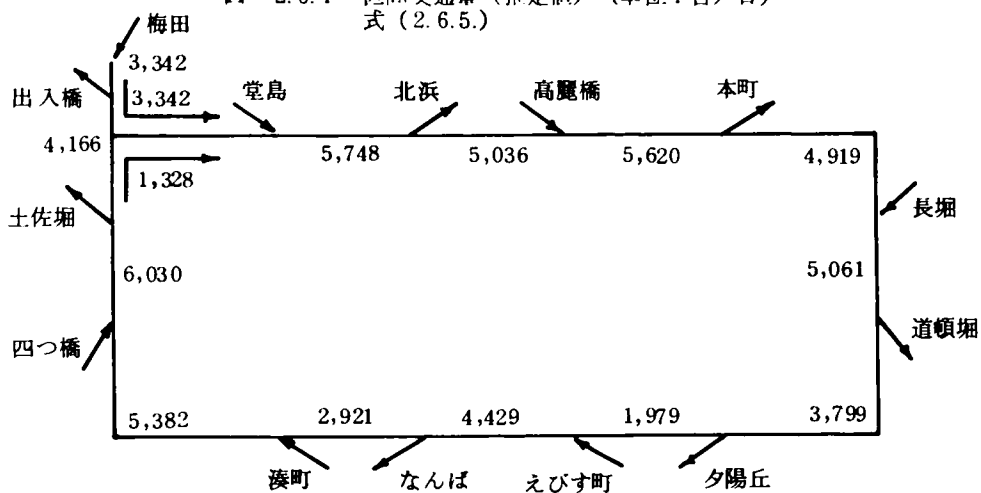 式(2.6.5.)
梅田
3,342
出入橋
3,342
堂島
北浜
高麗橋
本町
4,166
5,748
5,036
5,620
4,919
1,328
土佐堀
長堀
6,030
5,061
四つ橋
道頓堀
5,382
2,921
4,429
1,979
3,799
湊町
なんば
えびす町
夕陽丘